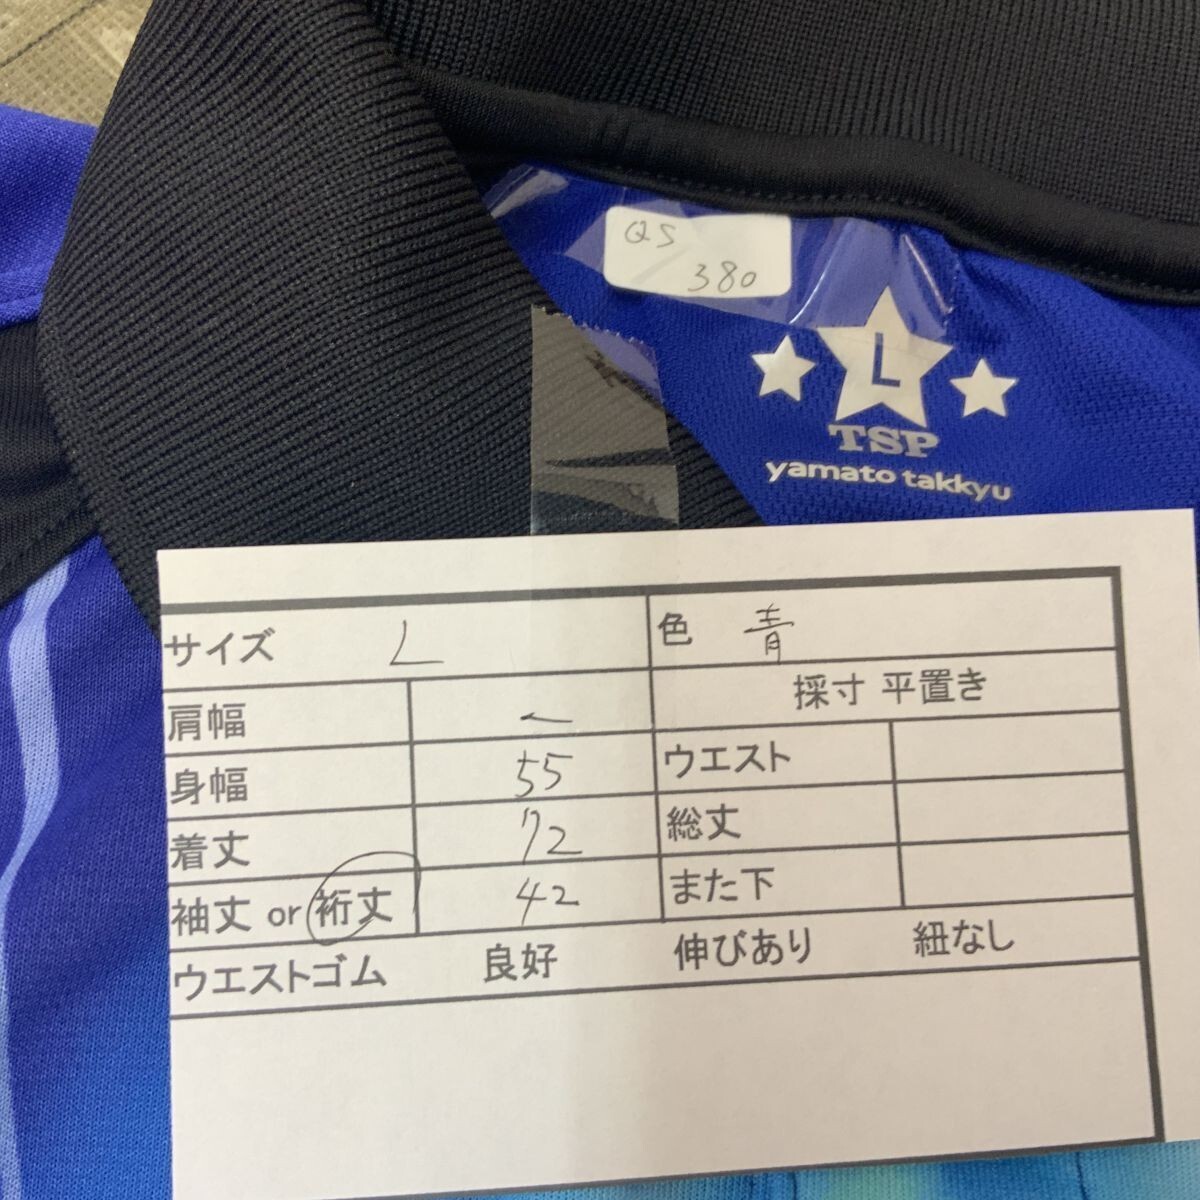 QS
380
L
TSP
yamato takkyu
サイズ L 色 青
肩幅 ー 採寸 平置き
身幅 55 ウエスト
着丈 72 総丈
袖丈 or 裄丈 42 また下
ウエストゴム 良好 伸びあり 紐なし